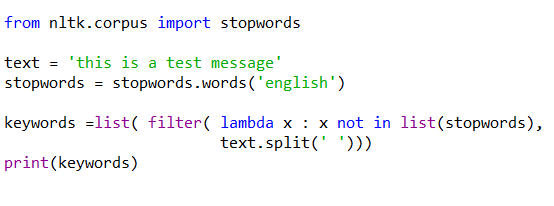 from nltk.corpus import stopwords
text = 'this is a test message'
stopwords = stopwords.words('english')
keywords =list( filter( lambda x : x not in list(stopwords),
text.split(' ')))
print(keywords)